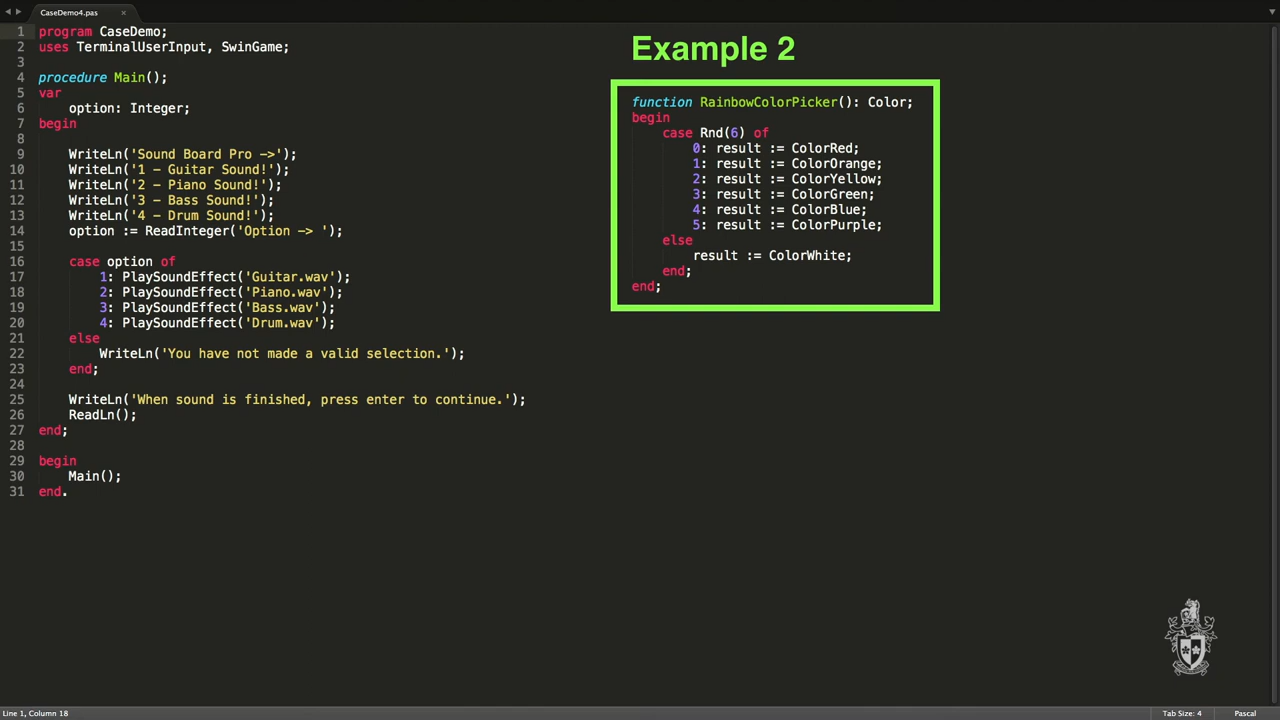 CaseDemo4.pas
1 program CaseDemo;
2 uses TerminalUserInput, SwinGame;
3
4 procedure Main();
5 var
6     option: Integer;
7 begin
8
9     WriteLn('Sound Board Pro ->');
10     WriteLn('1 - Guitar Sound!');
11     WriteLn('2 - Piano Sound!');
12     WriteLn('3 - Bass Sound!');
13     WriteLn('4 - Drum Sound!');
14     option := ReadInteger('Option -> ');
15
16     case option of
17         1: PlaySoundEffect('Guitar.wav');
18         2: PlaySoundEffect('Piano.wav');
19         3: PlaySoundEffect('Bass.wav');
20         4: PlaySoundEffect('Drum.wav');
21     else
22         WriteLn('You have not made a valid selection.');
23     end;
24
25     WriteLn('When sound is finished, press enter to continue.');
26     ReadLn();
27 end;
28
29 begin
30     Main();
31 end.
Example 2
function RainbowColorPicker(): Color;
begin
    case Rnd(6) of
        0: result := ColorRed;
        1: result := ColorOrange;
        2: result := ColorYellow;
        3: result := ColorGreen;
        4: result := ColorBlue;
        5: result := ColorPurple;
    else
        result := ColorWhite;
    end;
end;
Line 1, Column 18
Tab Size: 4
Pascal